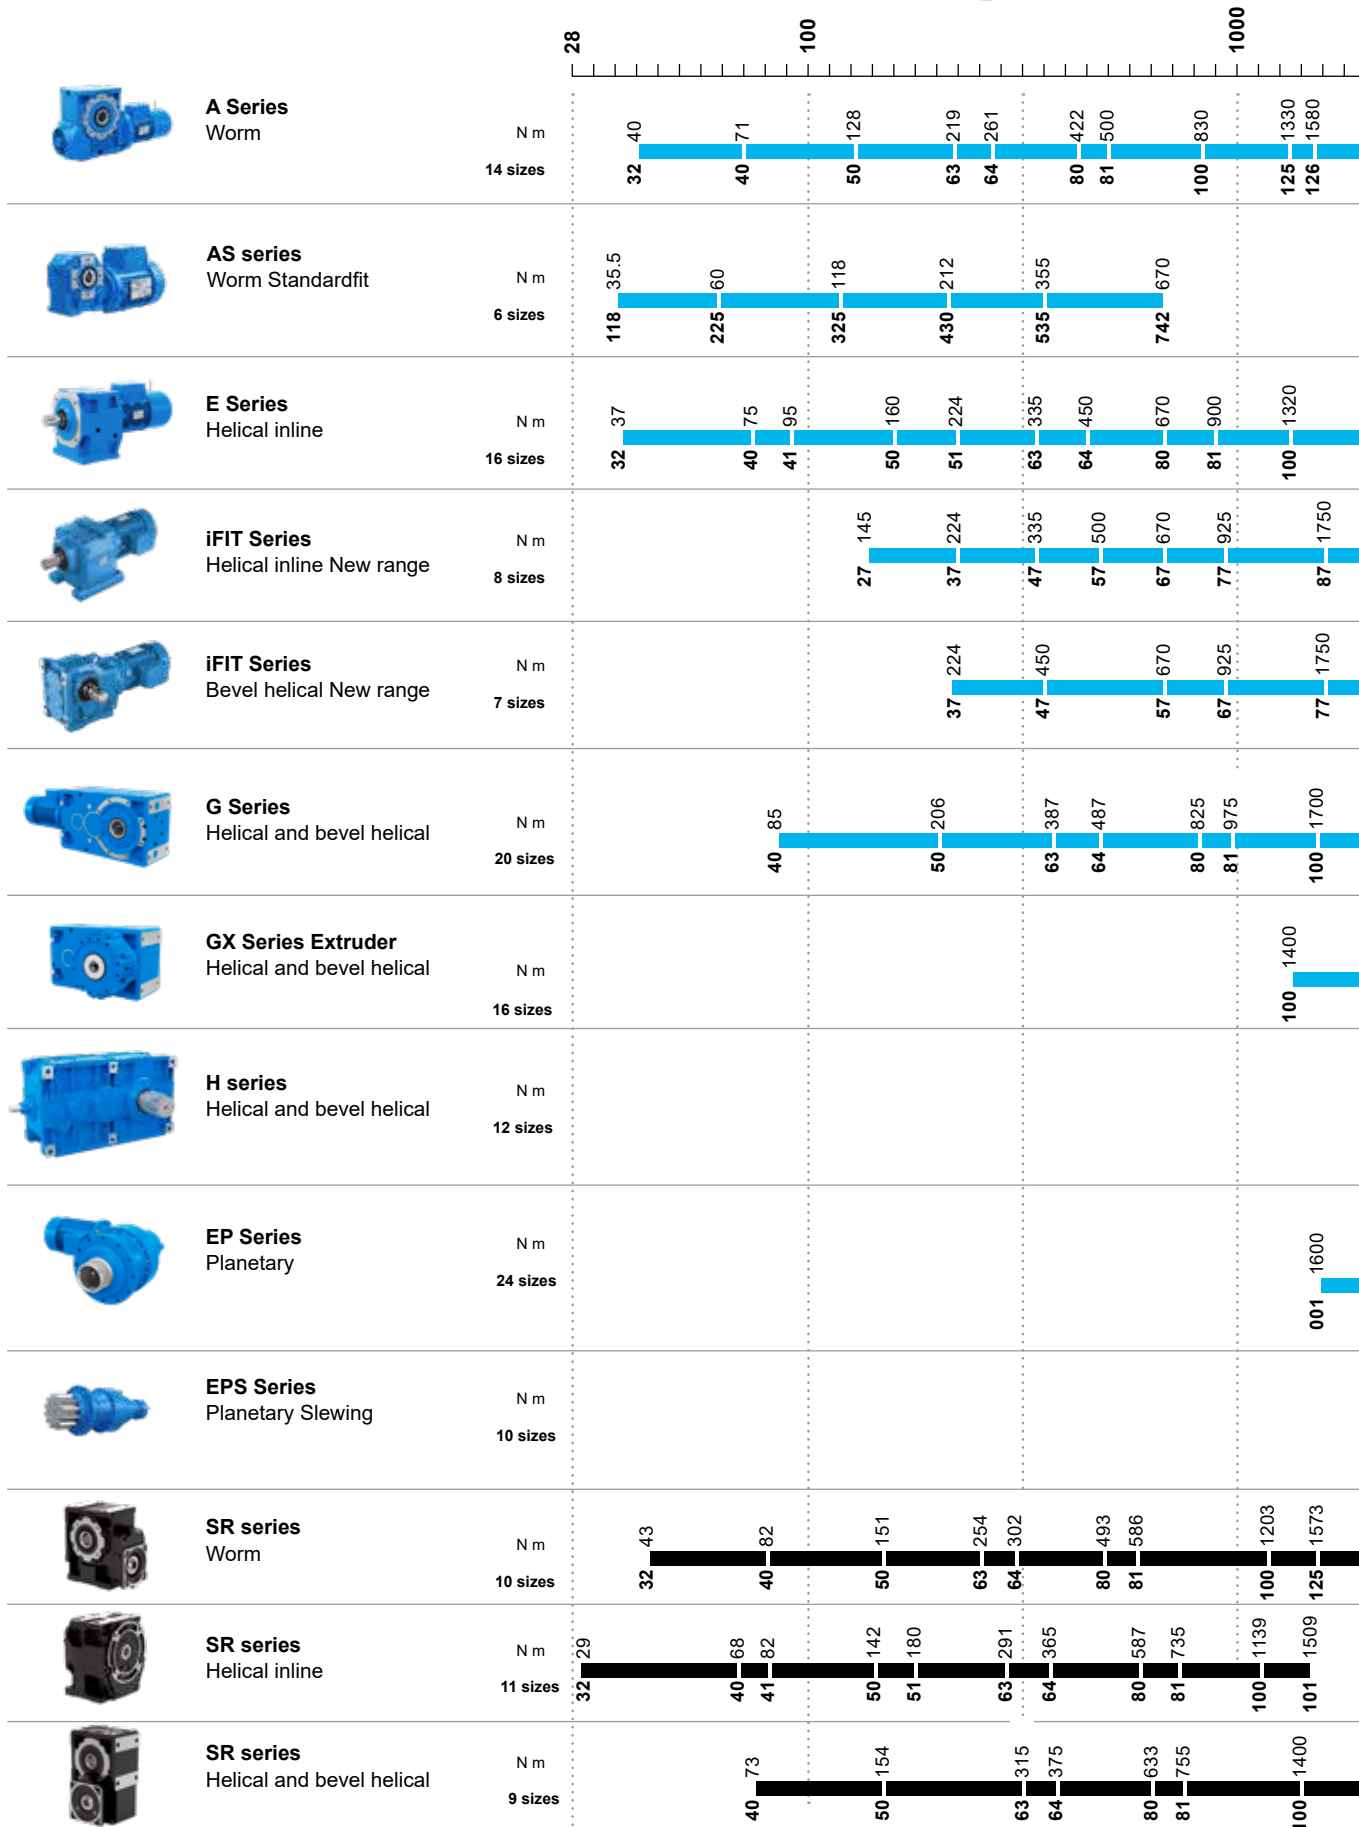 28 100 1000
A Series
Worm
N m
14 sizes
40 71 128 219 261 422 500 830 1330 1580
32 40 50 63 64 80 81 100 125 126
AS series
Worm Standardfit
N m
6 sizes
35.5 60 118 212 355 670
118 225 325 430 535 742
E Series
Helical inline
N m
16 sizes
37 75 95 160 224 335 450 670 900 1320
32 40 41 50 51 63 64 80 81 100
iFIT Series
Helical inline New range
N m
8 sizes
145 224 335 500 670 925 1750
27 37 47 57 67 77 87
iFIT Series
Bevel helical New range
N m
7 sizes
224 450 670 925 1750
37 47 57 67 77
G Series
Helical and bevel helical
N m
20 sizes
85 206 387 487 825 975 1700
40 50 63 64 80 81 100
GX Series Extruder
Helical and bevel helical
N m
16 sizes
1400
100
H series
Helical and bevel helical
N m
12 sizes
EP Series
Planetary
N m
24 sizes
1600
001
EPS Series
Planetary Slewing
N m
10 sizes
SR series
Worm
N m
10 sizes
43 82 151 254 302 493 586 1203 1573
32 40 50 63 64 80 81 100 125
SR series
Helical inline
N m
11 sizes
29 68 82 142 180 291 365 587 735 1139 1509
32 40 41 50 51 63 64 80 81 100 101
SR series
Helical and bevel helical
N m
9 sizes
73 154 315 375 633 755 1400
40 50 63 64 80 81 100